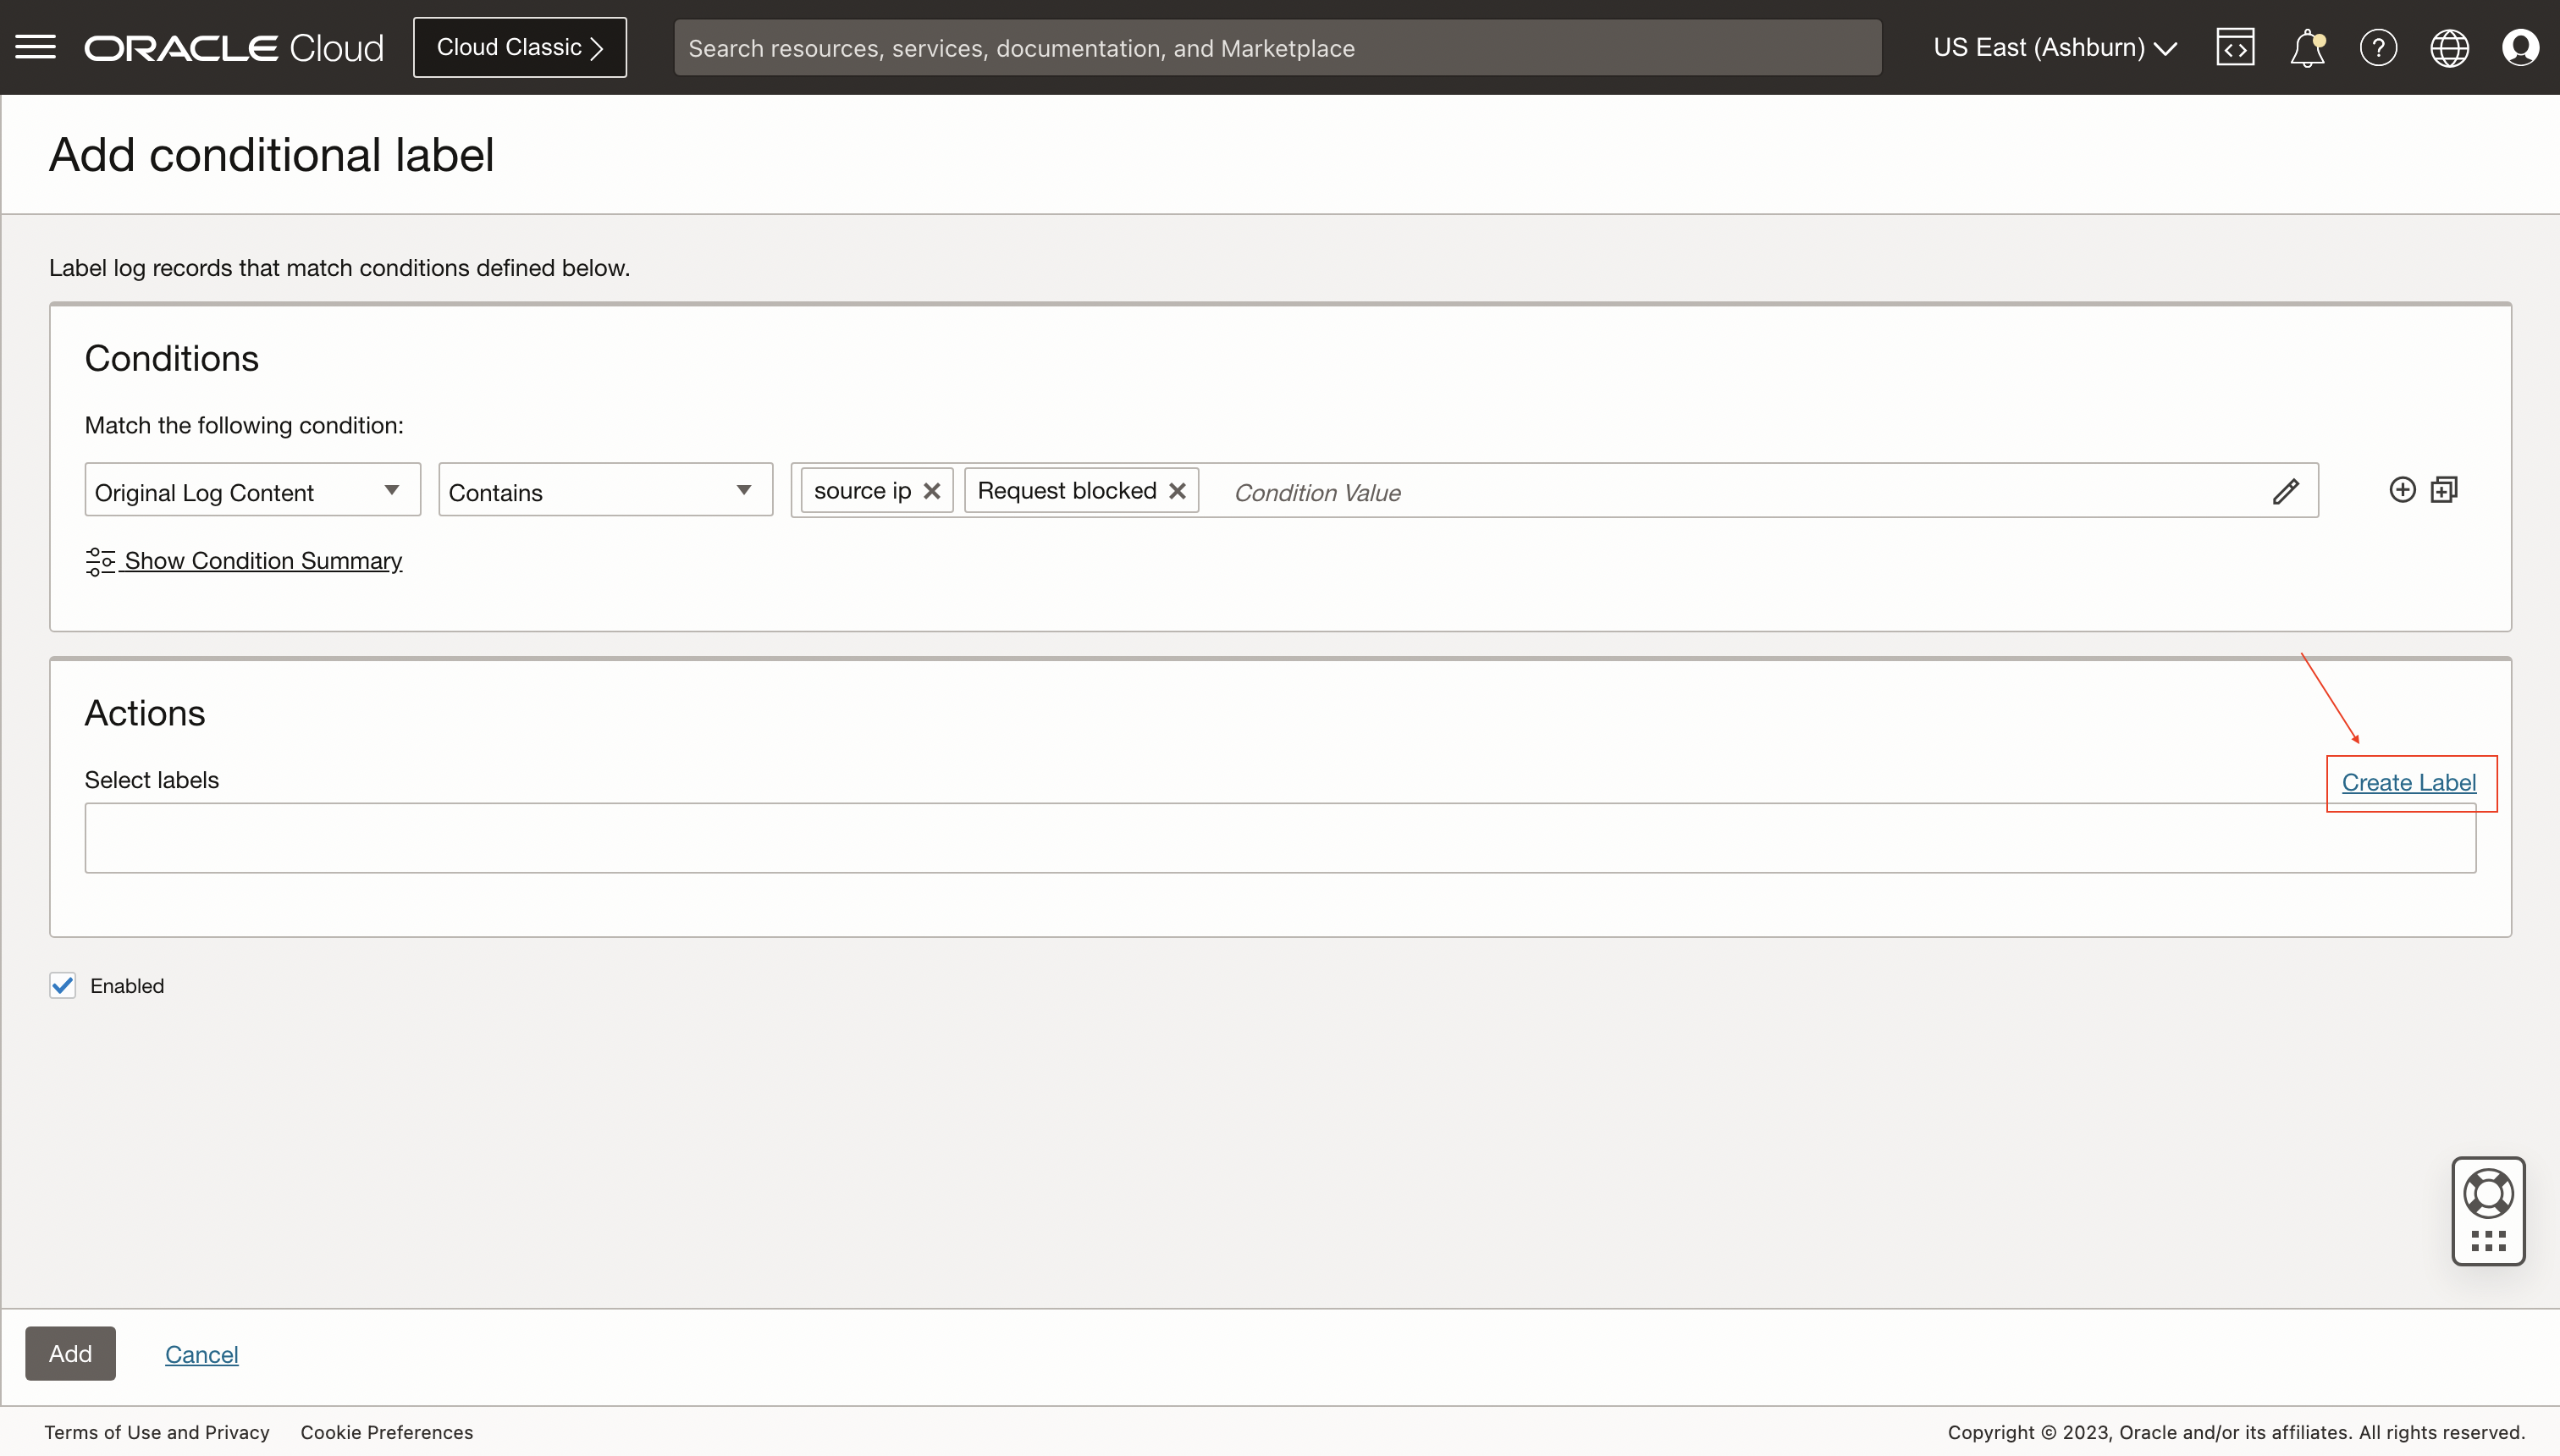 ORACLE Cloud
Cloud Classic
Search resources, services, documentation, and Marketplace
US East (Ashburn)
Add conditional label
Label log records that match conditions defined below.
Conditions
Match the following condition:
Original Log Content
Contains
source ip
Request blocked
Condition Value
Show Condition Summary
Actions
Select labels
Create Label
Enabled
Add
Cancel
Terms of Use and Privacy
Cookie Preferences
Copyright © 2023, Oracle and/or its affiliates. All rights reserved.